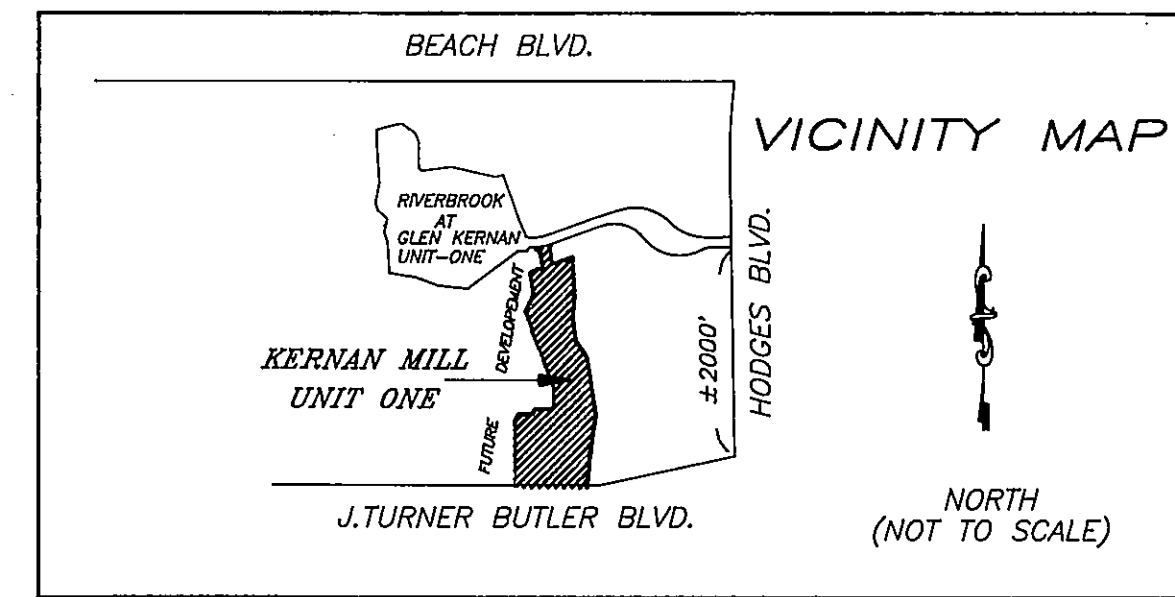 BEACH BLVD.
VICINITY MAP
RIVERBROOK
AT
GLEN KERNAN
UNIT-ONE
DEVELOPEMENT
HODGES BLVD.
±2000'
KERNAN MILL
UNIT ONE
FUTURE
J.TURNER BUTLER BLVD.
NORTH
(NOT TO SCALE)